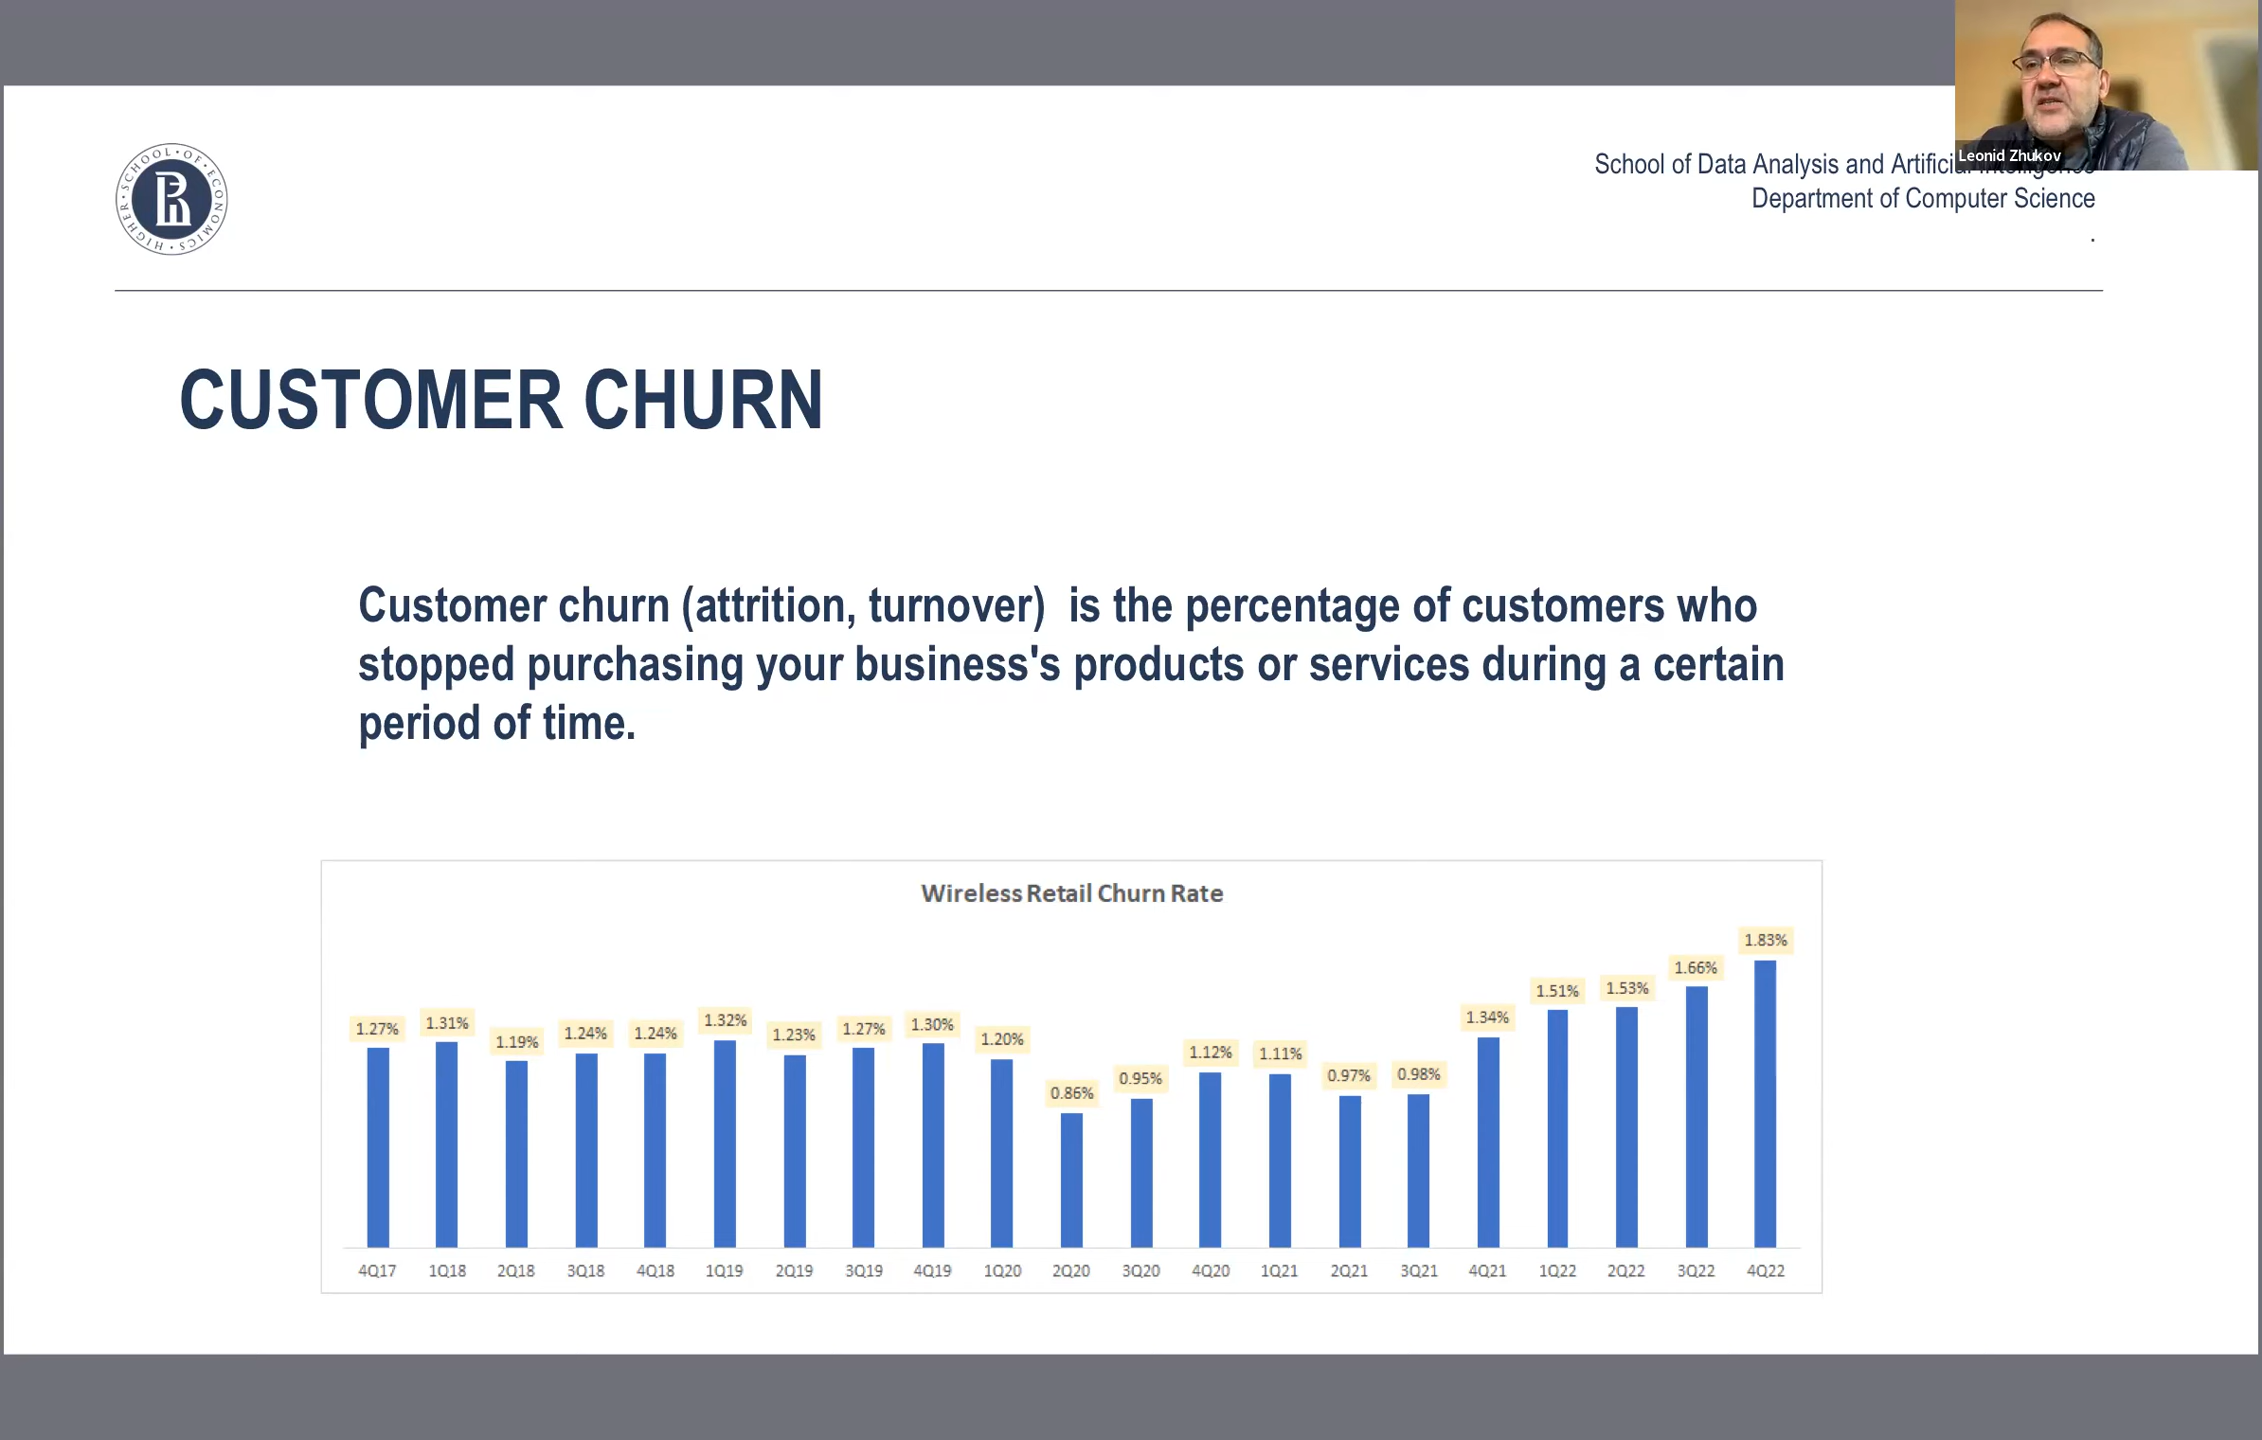 HIGHER · SCHOOL · OF · ECONOMICS ·
Leonid Zhukov
School of Data Analysis and Artificial Intelligence
Department of Computer Science
.
CUSTOMER CHURN
Customer churn (attrition, turnover)  is the percentage of customers who
stopped purchasing your business's products or services during a certain
period of time.
Wireless Retail Churn Rate
1.27% 1.31% 1.19% 1.24% 1.24% 1.32% 1.23% 1.27% 1.30% 1.20% 0.86% 0.95% 1.12% 1.11% 0.97% 0.98% 1.34% 1.51% 1.53% 1.66% 1.83%
4Q17 1Q18 2Q18 3Q18 4Q18 1Q19 2Q19 3Q19 4Q19 1Q20 2Q20 3Q20 4Q20 1Q21 2Q21 3Q21 4Q21 1Q22 2Q22 3Q22 4Q22